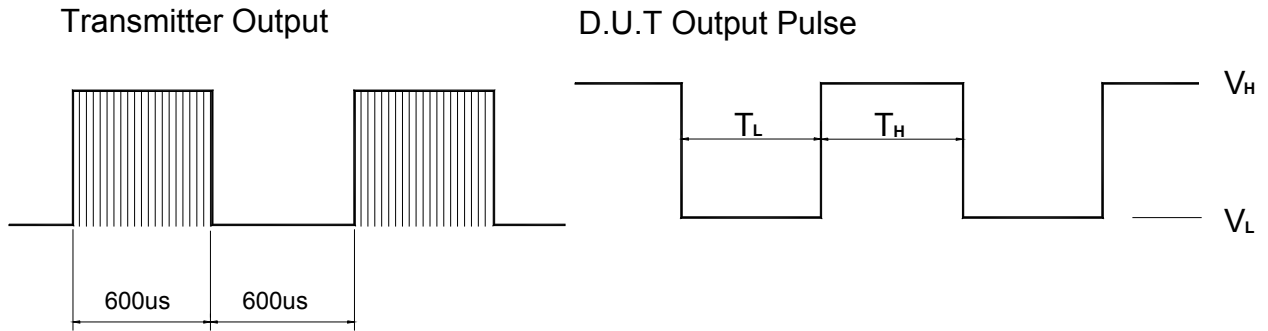 Transmitter Output
D.U.T Output Pulse
VH
TL TH
VL
600us 600us